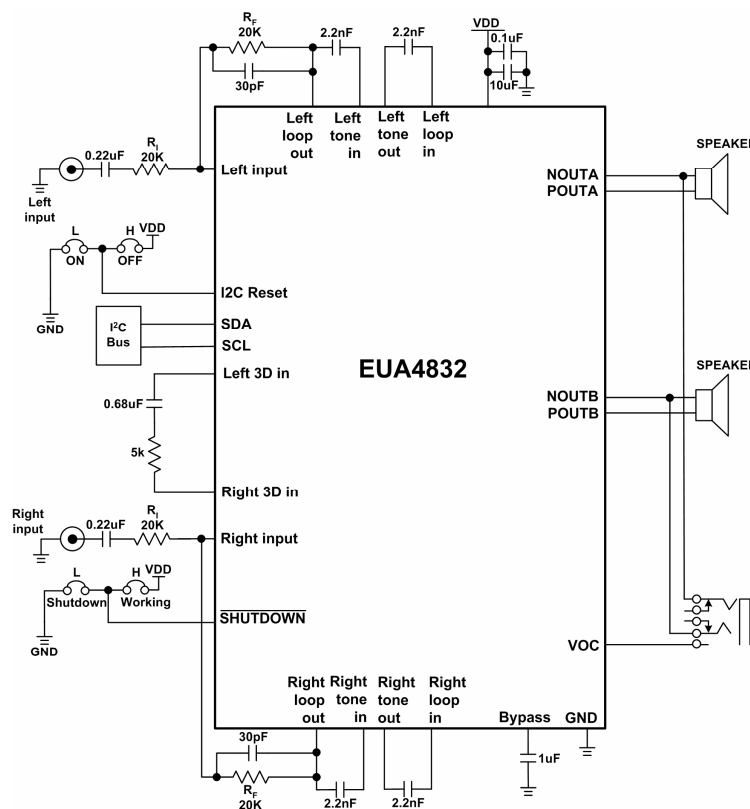 R_F
20K
2.2nF
2.2nF
VDD
0.1uF
30pF
10uF
Left loop out
Left tone in
Left tone out
Left loop in
R_I
20K
0.22uF
Left input
Left input
SPEAKER
NOUTA
POUTA
L
H
VDD
ON
OFF
I2C Reset
GND
I²C Bus
SDA
SCL
Left 3D in
EUA4832
0.68uF
5k
SPEAKER
NOUTB
POUTB
Right 3D in
Right input
R_I
20K
0.22uF
Right input
L
H
VDD
Shutdown
Working
SHUTDOWN
GND
VOC
Right loop out
Right tone in
Right tone out
Right loop in
Bypass
GND
30pF
1uF
R_F
20K
2.2nF
2.2nF